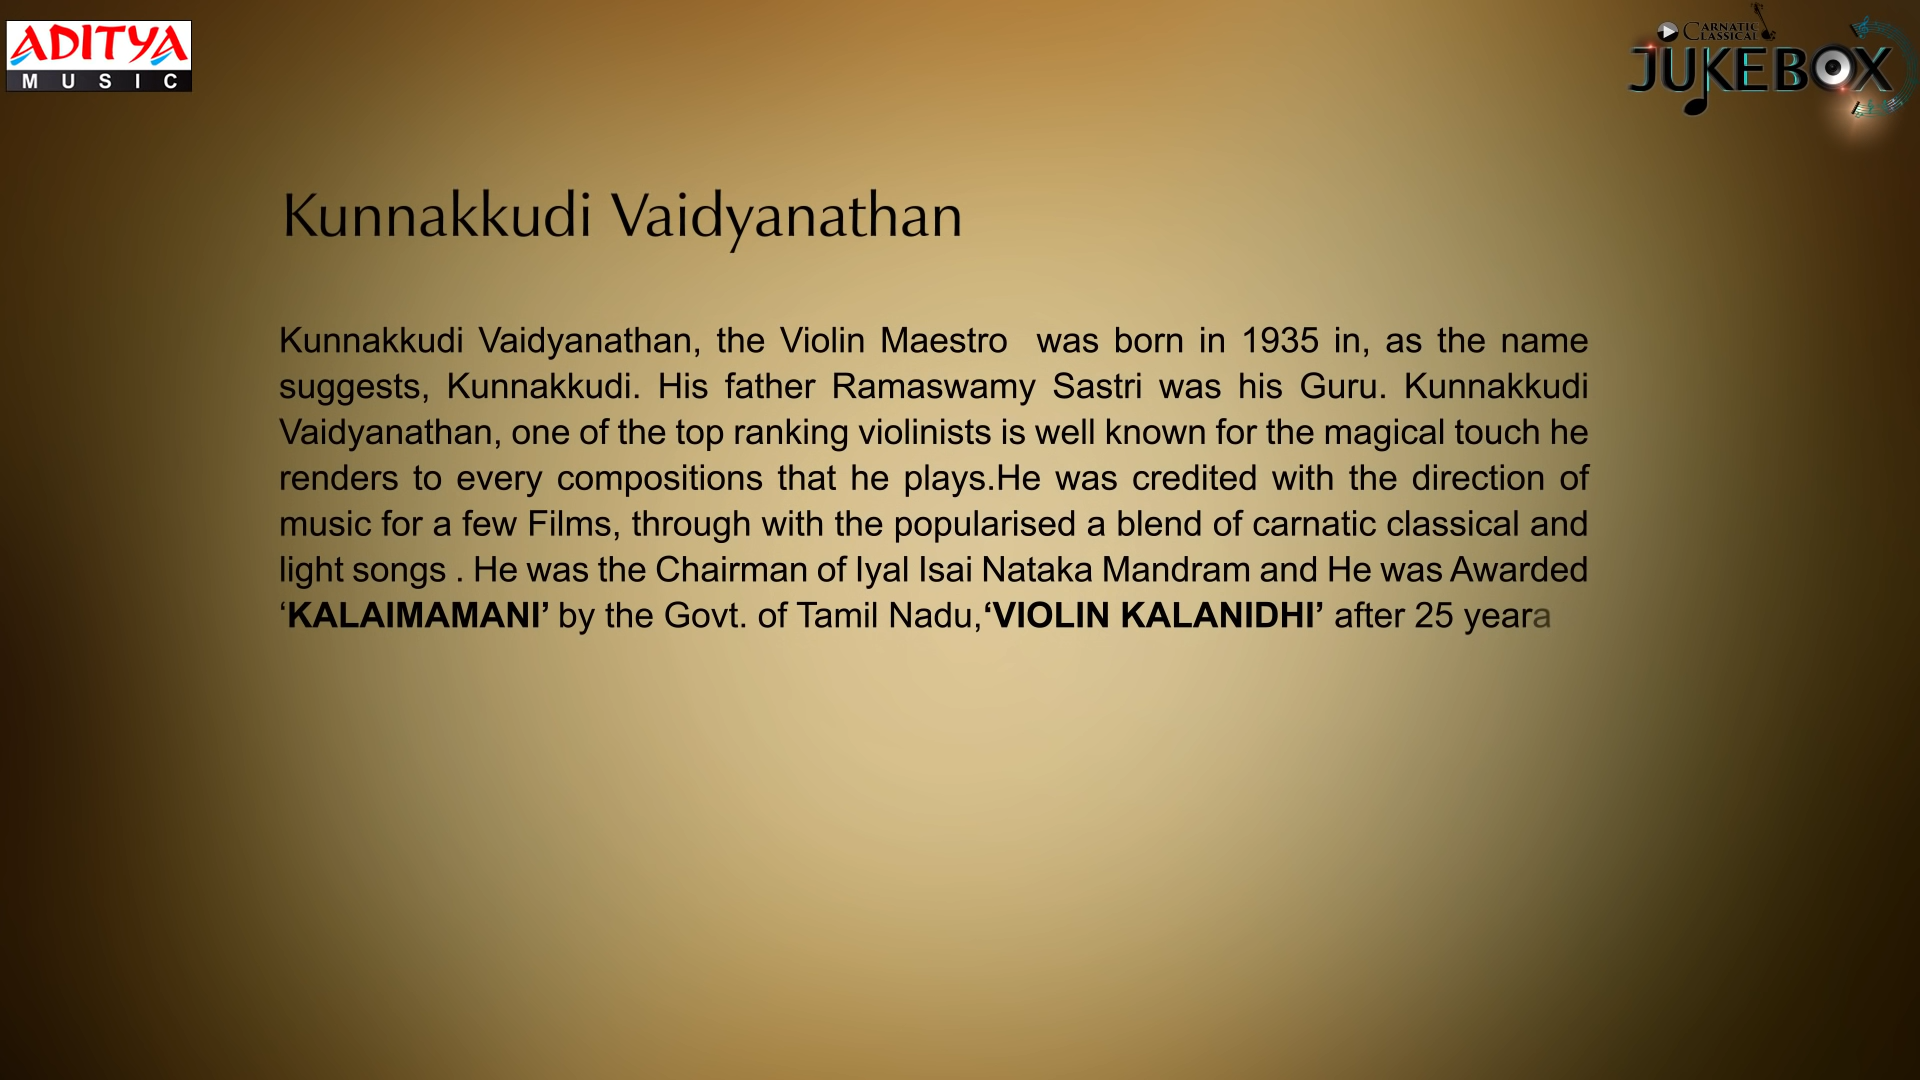 ADITYA
MUSIC
CARNATIC
CLASSICAL
JUKEBOX
Kunnakkudi Vaidyanathan
Kunnakkudi Vaidyanathan, the Violin Maestro  was born in 1935 in, as the name
suggests, Kunnakkudi. His father Ramaswamy Sastri was his Guru. Kunnakkudi
Vaidyanathan, one of the top ranking violinists is well known for the magical touch he
renders to every compositions that he plays.He was credited with the direction of
music for a few Films, through with the popularised a blend of carnatic classical and
light songs . He was the Chairman of Iyal Isai Nataka Mandram and He was Awarded
‘KALAIMAMANI’ by the Govt. of Tamil Nadu,‘VIOLIN KALANIDHI’ after 25 yeara